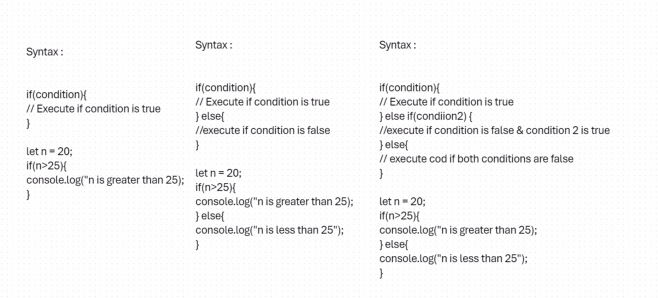 Syntax :
if(condition){
// Execute if condition is true
}
let n = 20;
if(n>25){
console.log("n is greater than 25);
}
Syntax :
if(condition){
// Execute if condition is true
} else{
//execute if condition is false
}
let n = 20;
if(n>25){
console.log("n is greater than 25);
} else{
console.log("n is less than 25");
}
Syntax :
if(condition){
// Execute if condition is true
} else if(condiion2) {
//execute if condition is false & condition 2 is true
} else{
// execute cod if both conditions are false
}
let n = 20;
if(n>25){
console.log("n is greater than 25);
} else{
console.log("n is less than 25");
}